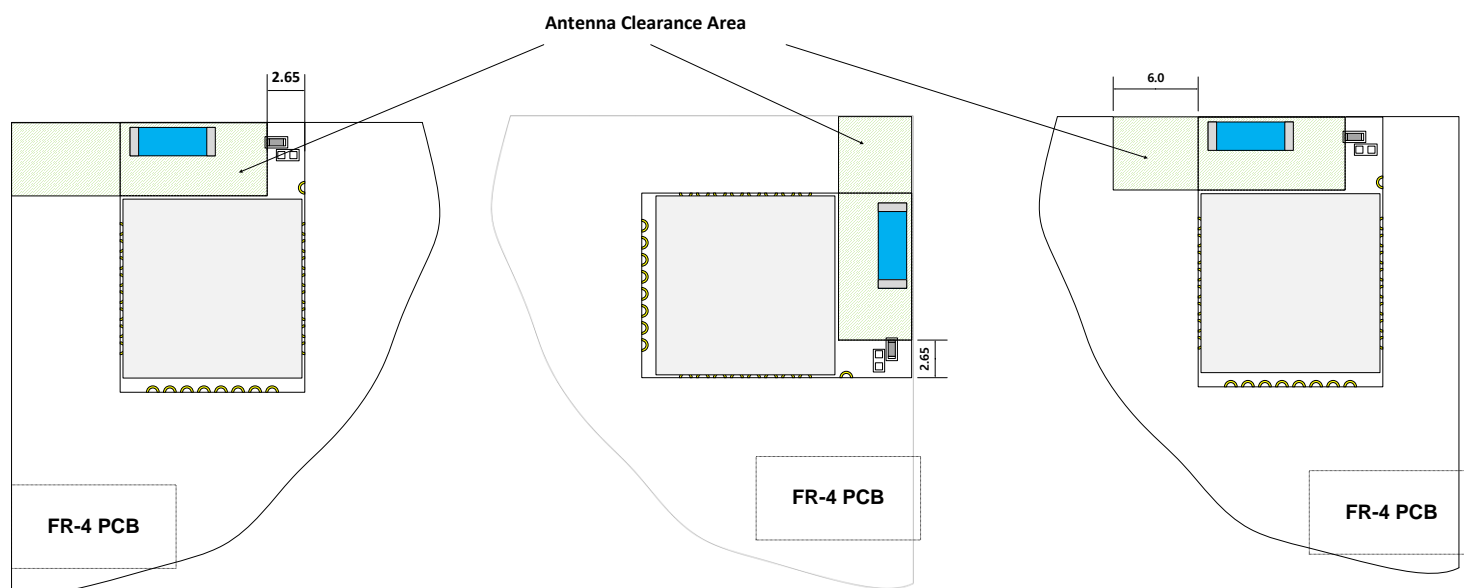 Antenna Clearance Area
2.65
6.0
2.65
FR-4 PCB
FR-4 PCB
FR-4 PCB